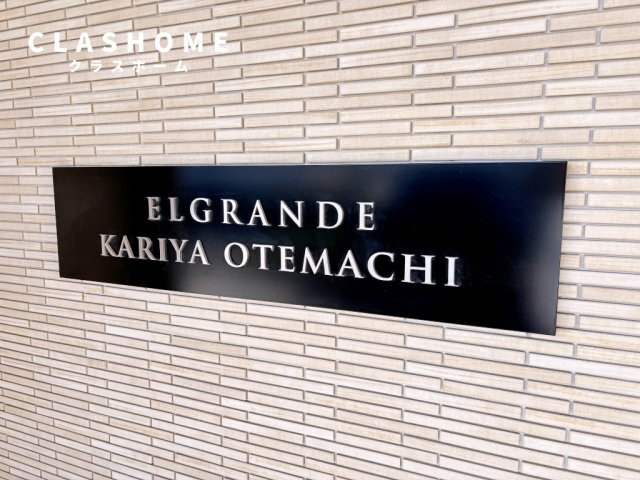 CLASHOME
クラスホーム
ELGRANDE
KARIYA OTEMACHI